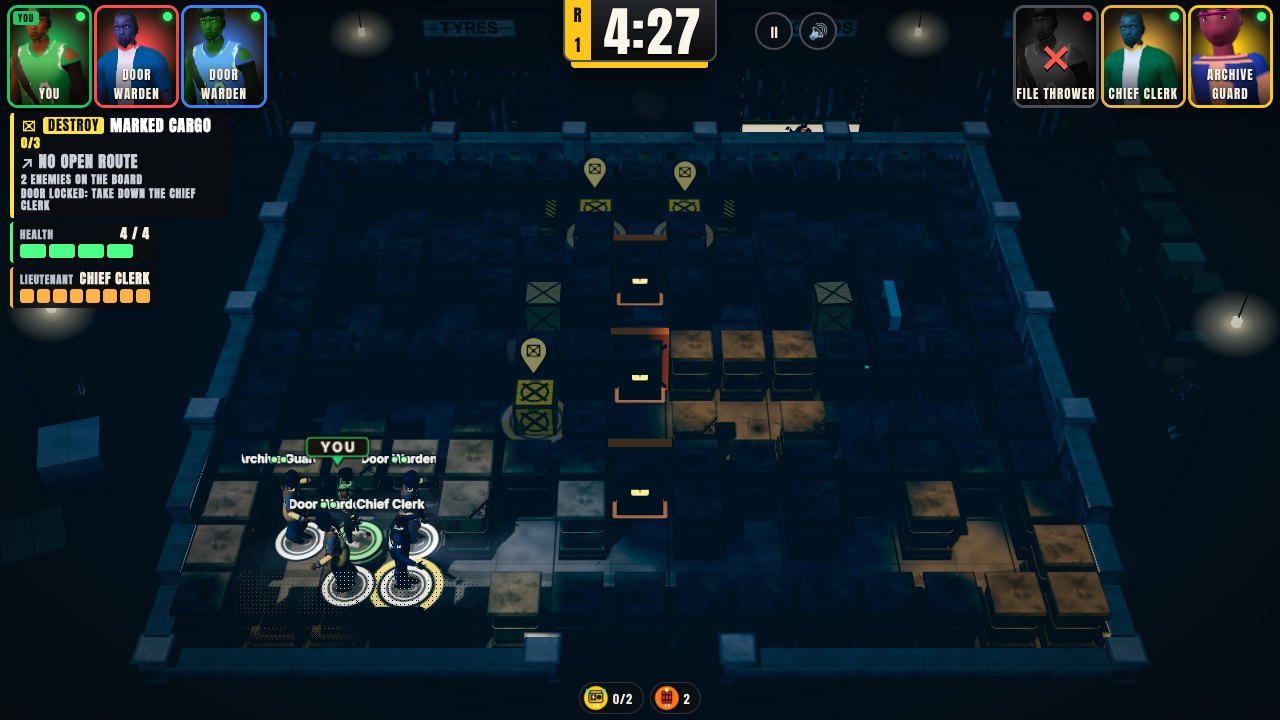 YOU
YOU
DOOR WARDEN
DOOR WARDEN
TYRES
R 1
4:27
FILE THROWER
CHIEF CLERK
ARCHIVE GUARD
DESTROY MARKED CARGO
0/3
NO OPEN ROUTE
2 ENEMIES ON THE BOARD
DOOR LOCKED: TAKE DOWN THE CHIEF CLERK
HEALTH 4 / 4
LIEUTENANT CHIEF CLERK
YOU
Door Warden
Chief Clerk
0/2
2